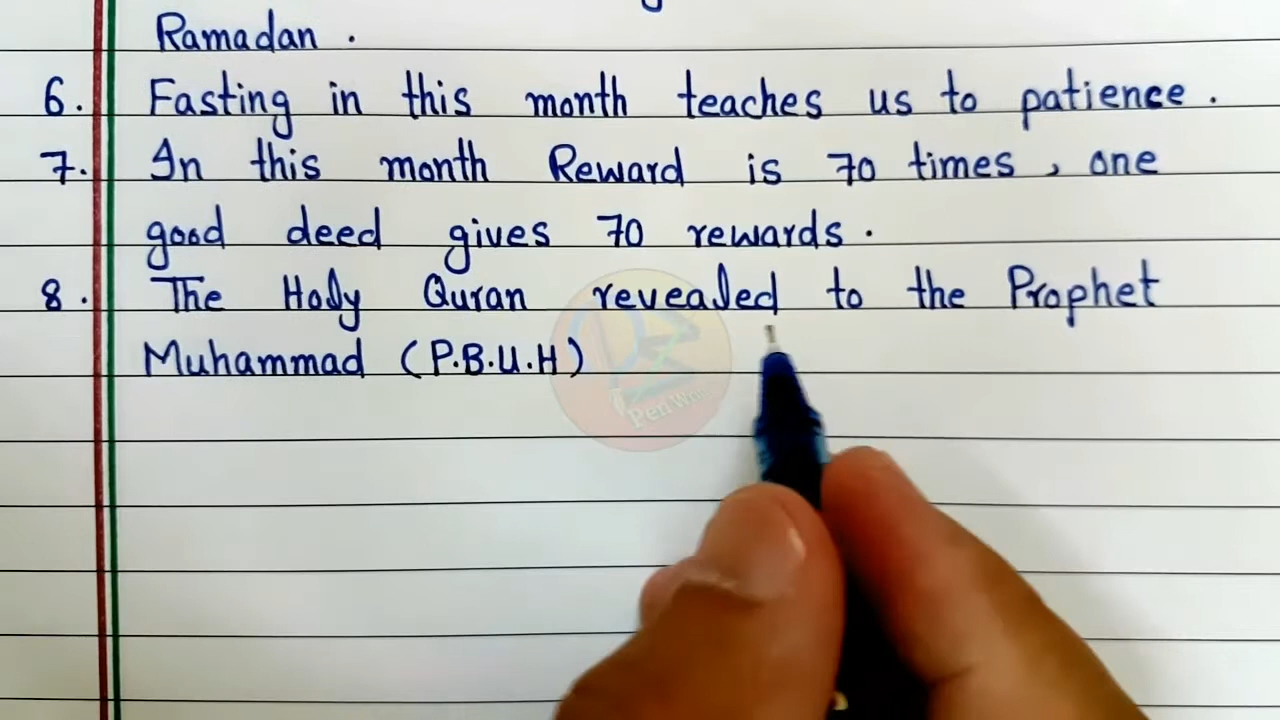 Ramadan .
6. Fasting in this month teaches us to patience .
7. In this month Reward is 70 times , one
good deed gives 70 rewards .
8. The Holy Quran revealed to the Prophet
Muhammad (P.B.U.H)
Pen